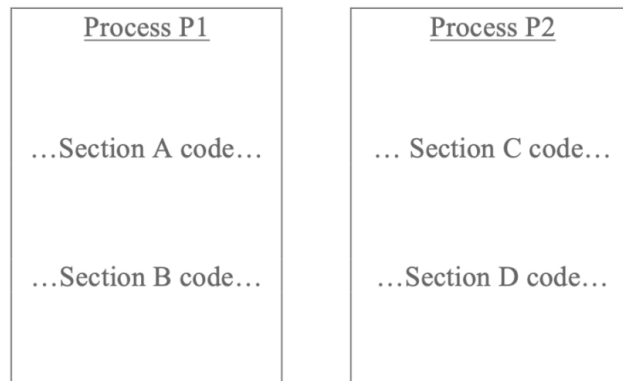 Process P1
…Section A code…
…Section B code…
Process P2
… Section C code…
…Section D code…